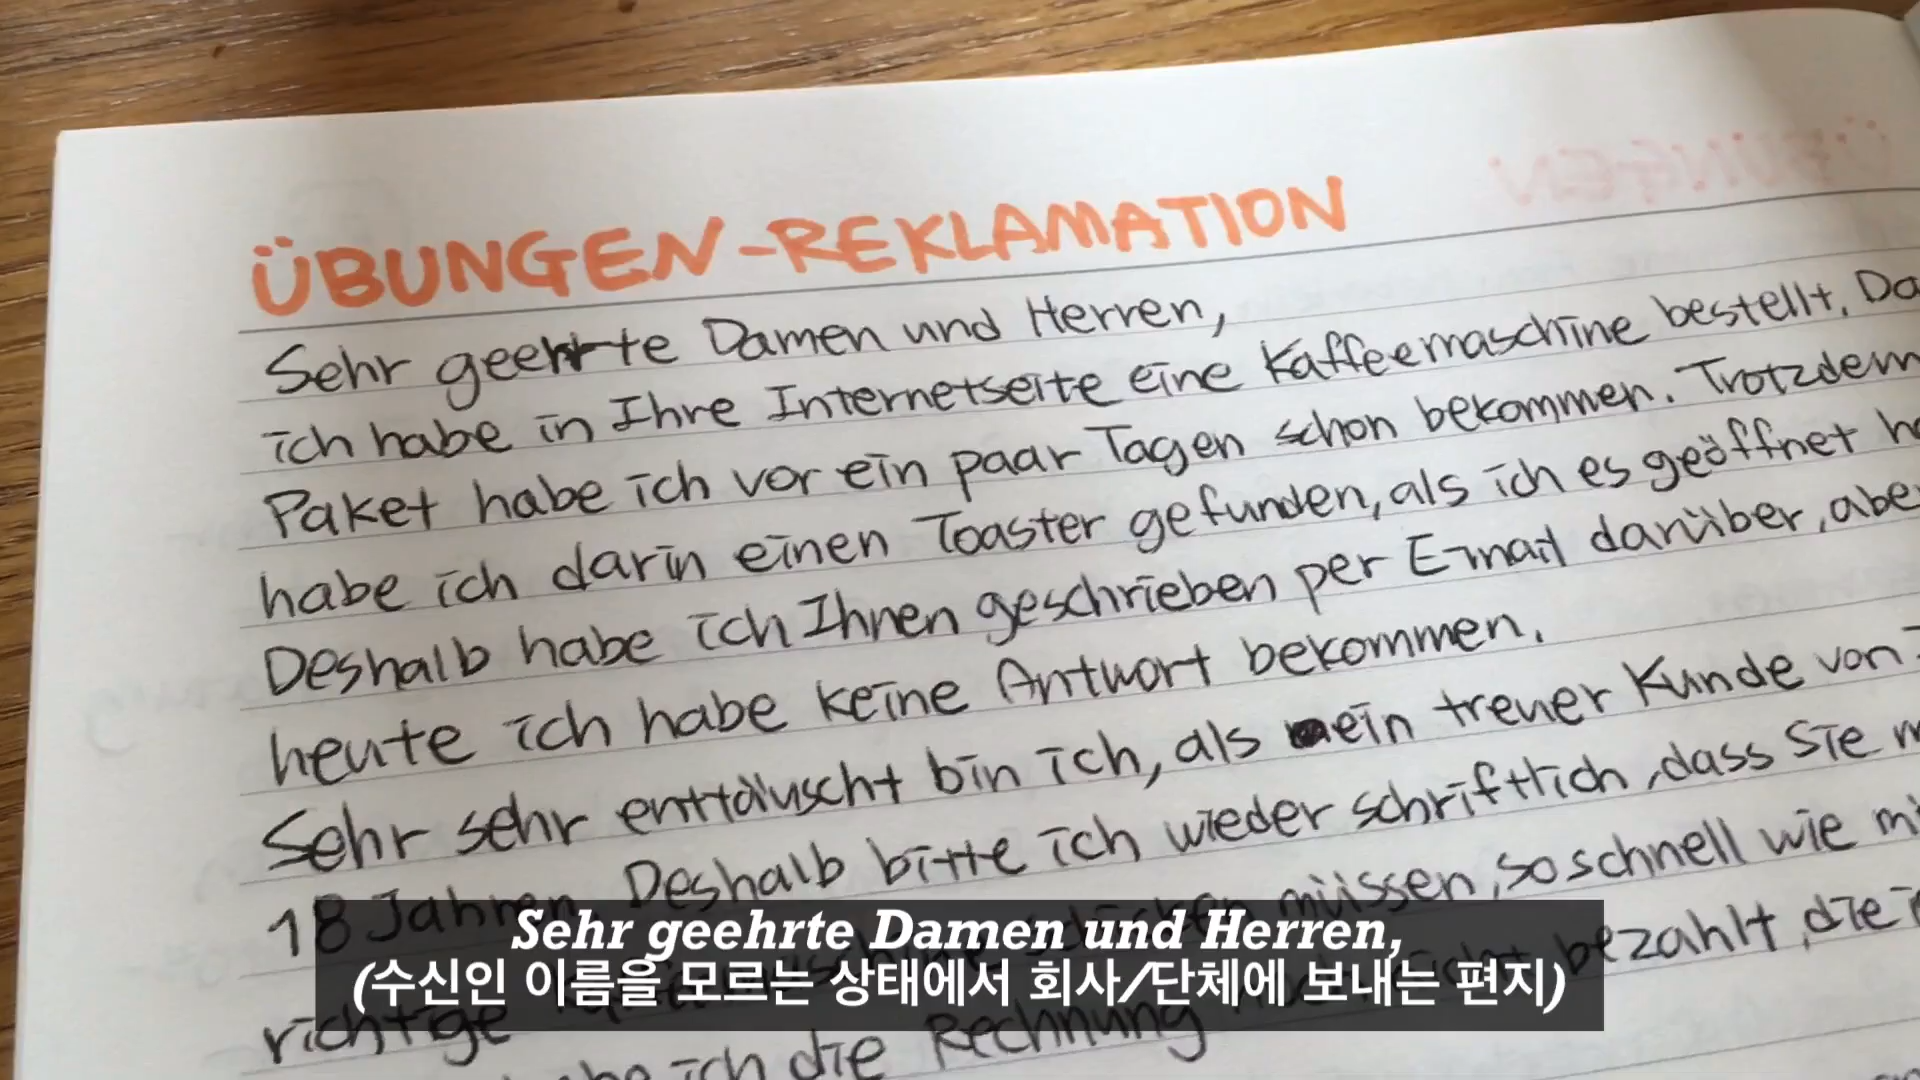 ÜBUNGEN-REKLAMATION
Sehr geehrte Damen und Herren,
ich habe in Ihre Internetseite eine Kaffeemaschine bestellt. Da
Paket habe ich vor ein paar Tagen schon bekommen. Trotzdem
habe ich darin einen Toaster gefunden, als ich es geöffnet ha
Deshalb habe ich Ihnen geschrieben per E-mail darüber, aber
heute ich habe keine Antwort bekommen.
Sehr sehr enttäuscht bin ich, als ein treuer Kunde von
18 Jahren. Deshalb bitte ich wieder schriftlich, dass Sie m
müssen, so schnell wie mö
richtige bezahlt, die i
ich die Rechnung
Sehr geehrte Damen und Herren,
(수신인 이름을 모르는 상태에서 회사/단체에 보내는 편지)